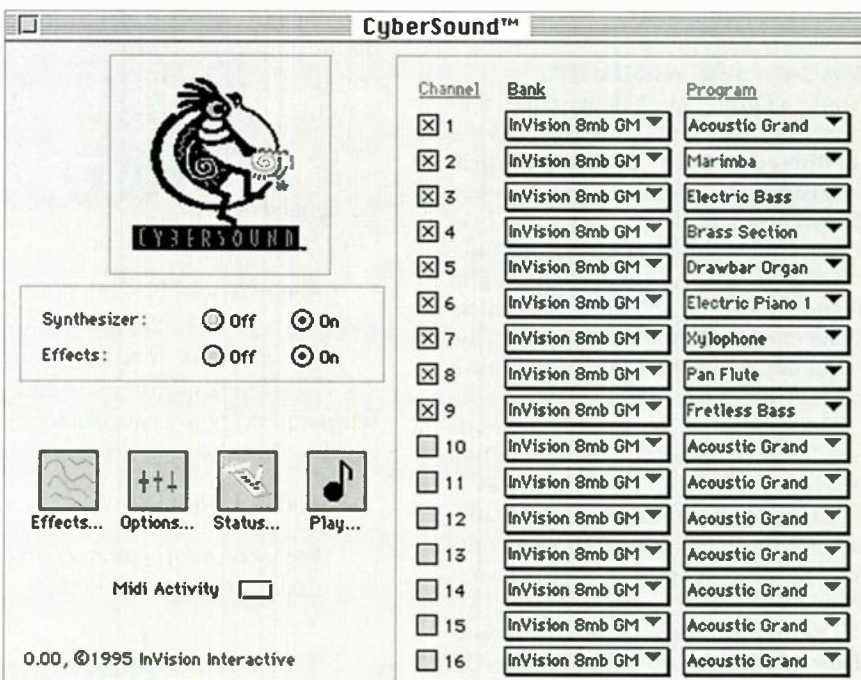 CyberSound™
CYBERSOUND
Synthesizer: Off On
Effects: Off On
Effects... Options... Status... Play...
Midi Activity
0.00, ©1995 InVision Interactive
Channel Bank Program
1 InVision 8mb GM Acoustic Grand
2 InVision 8mb GM Marimba
3 InVision 8mb GM Electric Bass
4 InVision 8mb GM Brass Section
5 InVision 8mb GM Drawbar Organ
6 InVision 8mb GM Electric Piano 1
7 InVision 8mb GM Xylophone
8 InVision 8mb GM Pan Flute
9 InVision 8mb GM Fretless Bass
10 InVision 8mb GM Acoustic Grand
11 InVision 8mb GM Acoustic Grand
12 InVision 8mb GM Acoustic Grand
13 InVision 8mb GM Acoustic Grand
14 InVision 8mb GM Acoustic Grand
15 InVision 8mb GM Acoustic Grand
16 InVision 8mb GM Acoustic Grand